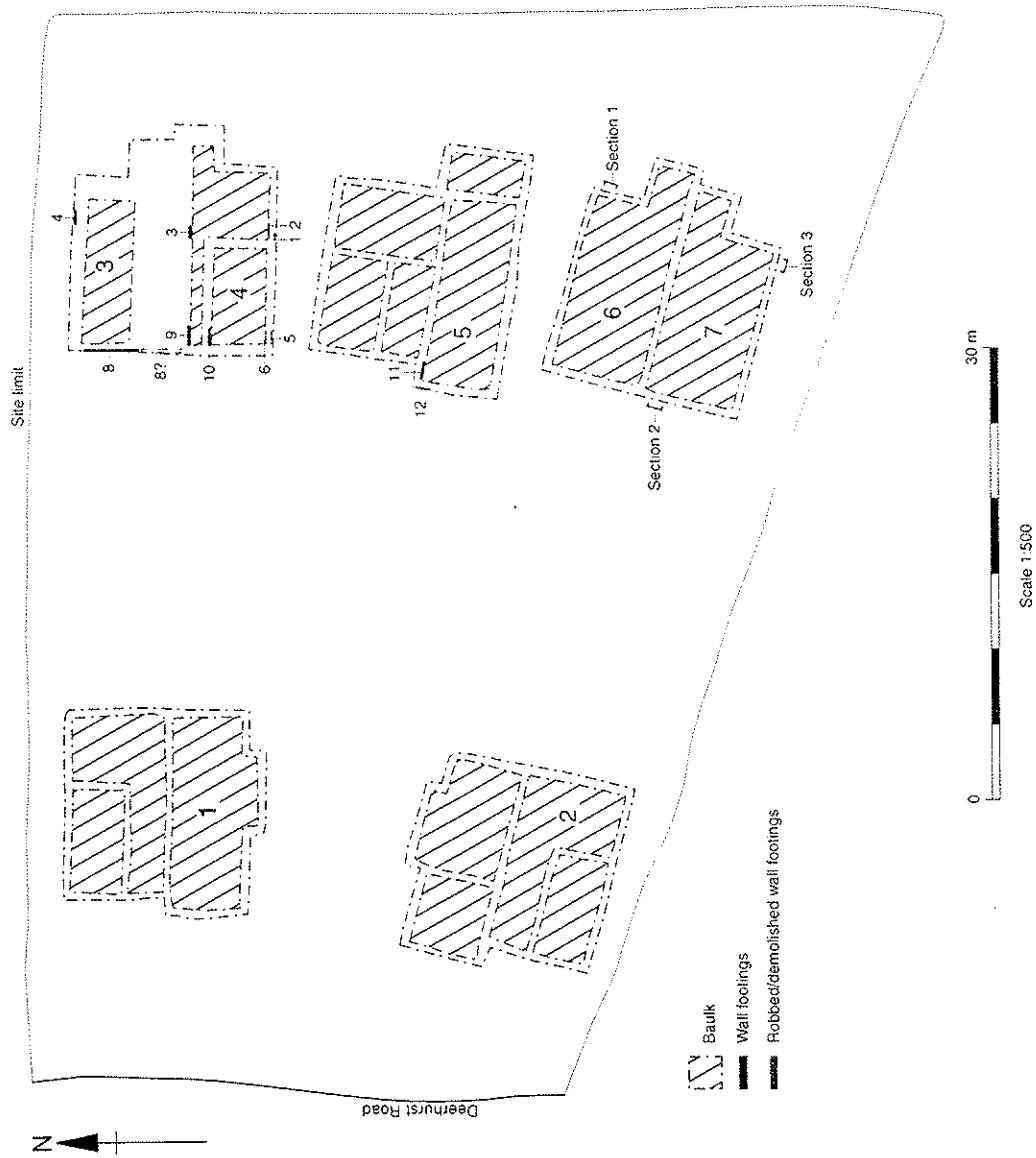 Site limit
4
3
3
1 2
2
4
9
8
8?
10
6
5
Section 1
5
11
12
6
7
Section 2
Section 3
1
2
30 m
0
Scale 1:500
Baulk
Wall footings
Robbed/demolished wall footings
Deerhurst Road
N